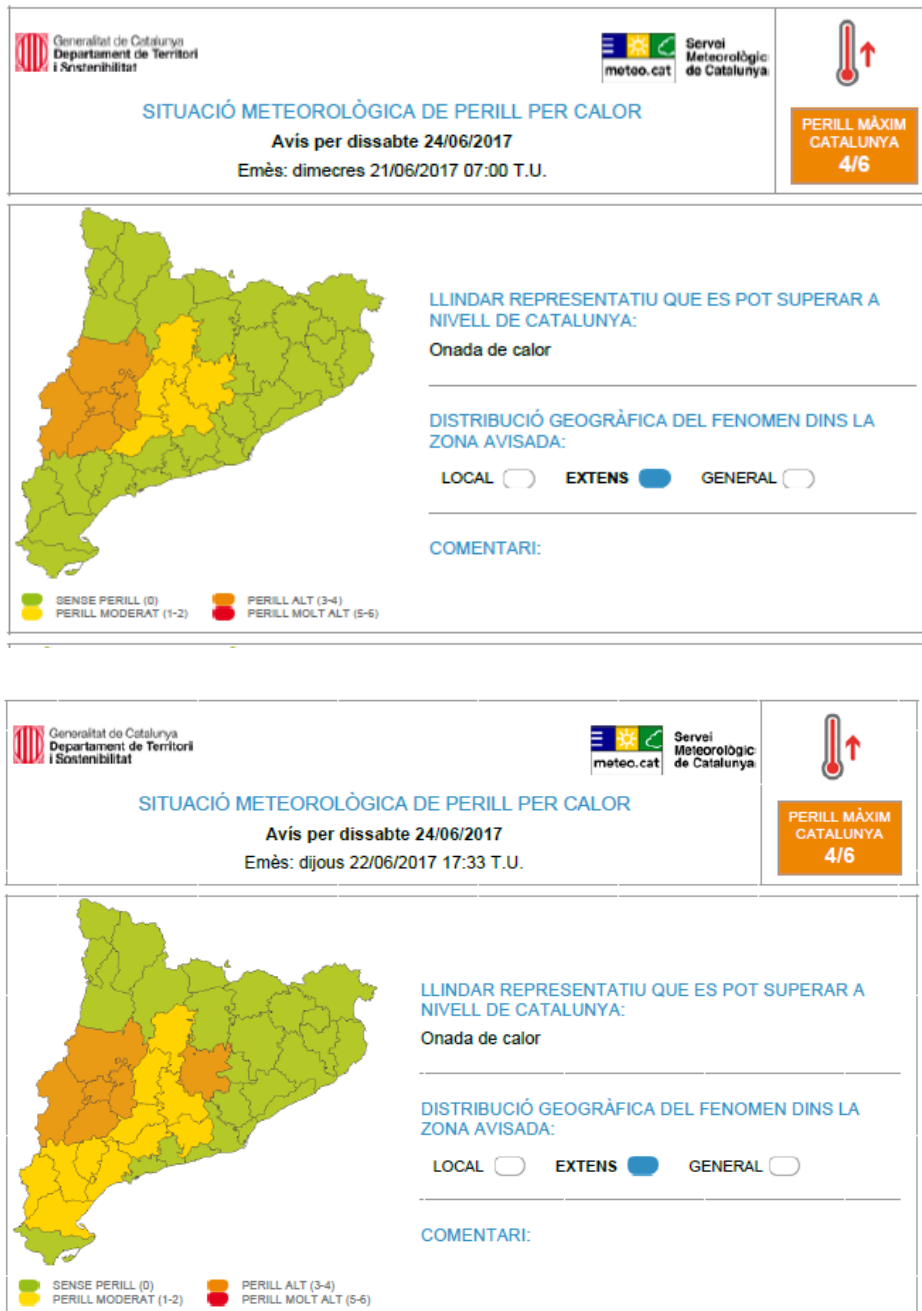 Generalitat de Catalunya
Departament de Territori
i Sostenibilitat
meteo.cat
Servei
Meteorològic
de Catalunya
SITUACIÓ METEOROLÒGICA DE PERILL PER CALOR
Avís per dissabte 24/06/2017
Emès: dimecres 21/06/2017 07:00 T.U.
PERILL MÀXIM
CATALUNYA
4/6
LLINDAR REPRESENTATIU QUE ES POT SUPERAR A
NIVELL DE CATALUNYA:
Onada de calor
DISTRIBUCIÓ GEOGRÀFICA DEL FENOMEN DINS LA
ZONA AVISADA:
LOCAL EXTENS GENERAL
COMENTARI:
SENSE PERILL (0) PERILL ALT (3-4)
PERILL MODERAT (1-2) PERILL MOLT ALT (5-6)
Generalitat de Catalunya
Departament de Territori
i Sostenibilitat
meteo.cat
Servei
Meteorològic
de Catalunya
SITUACIÓ METEOROLÒGICA DE PERILL PER CALOR
Avís per dissabte 24/06/2017
Emès: dijous 22/06/2017 17:33 T.U.
PERILL MÀXIM
CATALUNYA
4/6
LLINDAR REPRESENTATIU QUE ES POT SUPERAR A
NIVELL DE CATALUNYA:
Onada de calor
DISTRIBUCIÓ GEOGRÀFICA DEL FENOMEN DINS LA
ZONA AVISADA:
LOCAL EXTENS GENERAL
COMENTARI:
SENSE PERILL (0) PERILL ALT (3-4)
PERILL MODERAT (1-2) PERILL MOLT ALT (5-6)